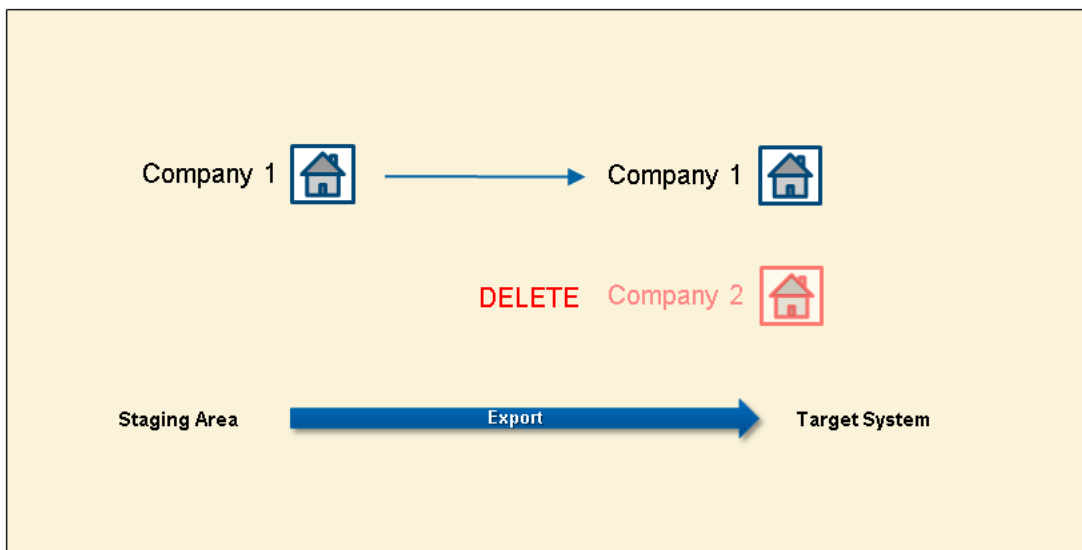 Company 1
Company 1
DELETE Company 2
Staging Area
Export
Target System